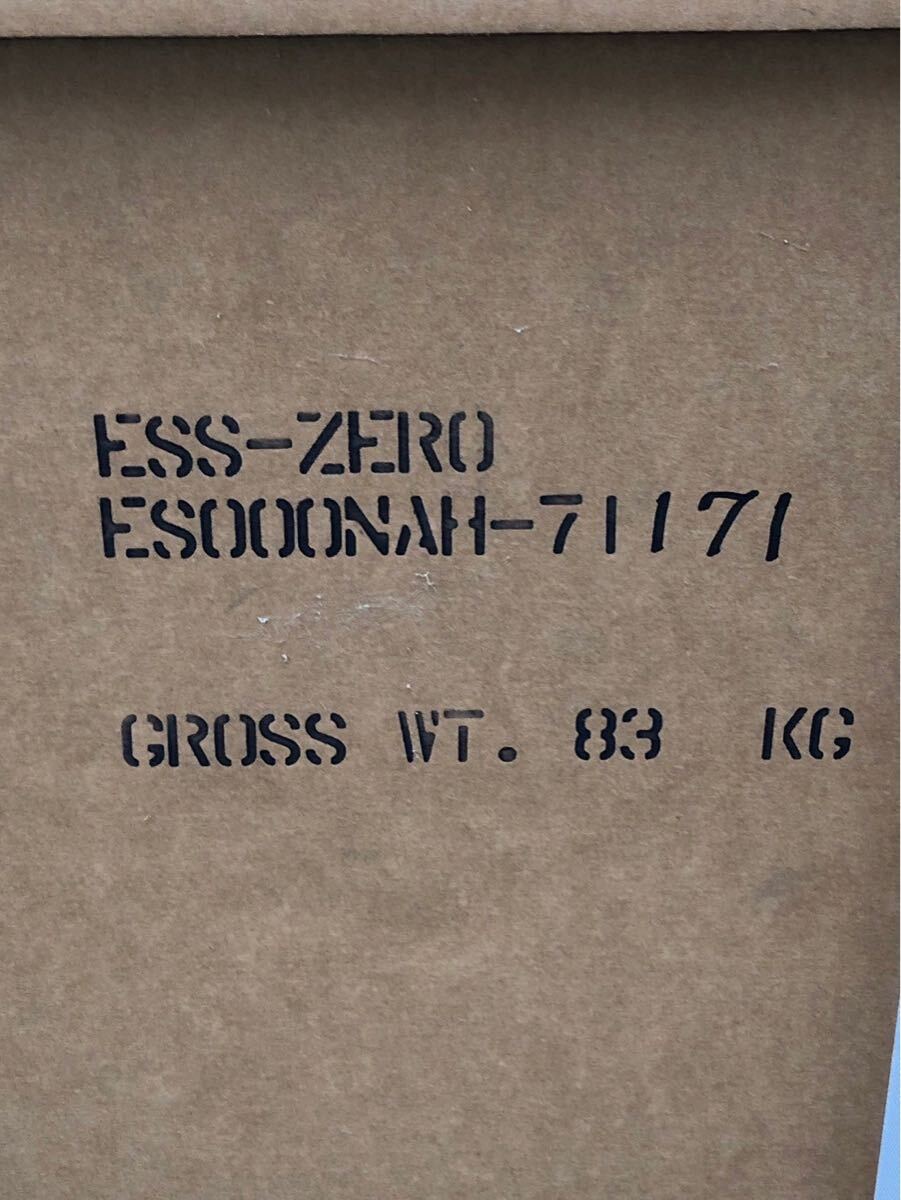 ESS-ZERO
ES000NAH-71171
GROSS WT. 83 KG